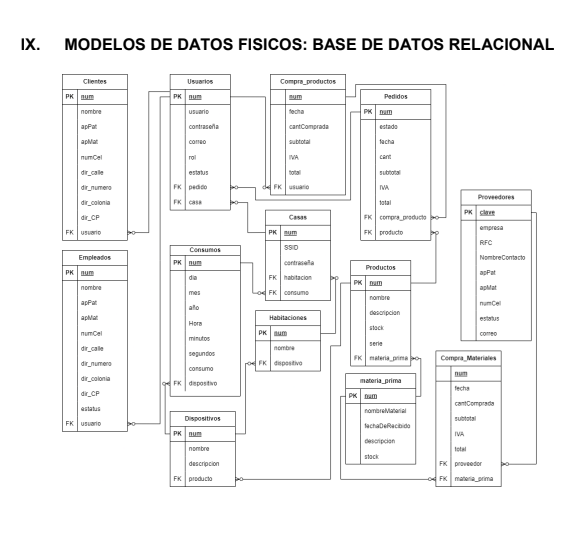 IX. MODELOS DE DATOS FISICOS: BASE DE DATOS RELACIONAL
Clientes
PK num
nombre
apPat
apMat
numCel
dir_calle
dir_numero
dir_colonia
dir_CP
FK usuario
Usuarios
PK num
usuario
contraseña
correo
rol
estatus
FK pedido
FK casa
Compra_productos
num
fecha
cantComprada
subtotal
IVA
total
FK usuario
Pedidos
PK num
estado
fecha
cant
subtotal
IVA
total
FK compra_producto
FK producto
Proveedores
PK clave
empresa
RFC
NombreContacto
apPat
apMat
numCel
estatus
correo
Casas
PK num
SSID
contraseña
FK habitacion
FK consumo
Empleados
PK num
nombre
apPat
apMat
numCel
dir_calle
dir_numero
dir_colonia
dir_CP
estatus
FK usuario
Consumos
PK num
dia
mes
año
Hora
minutos
segundos
consumo
FK dispositivo
Habitaciones
PK num
nombre
FK dispositivo
Productos
PK num
nombre
descripcion
stock
serie
FK materia_prima
Compra_Materiales
num
fecha
cantComprada
subtotal
IVA
total
FK proveedor
FK materia_prima
materia_prima
PK num
nombreMaterial
fechaDeRecibido
descripcion
stock
Dispositivos
PK num
nombre
descripcion
FK producto